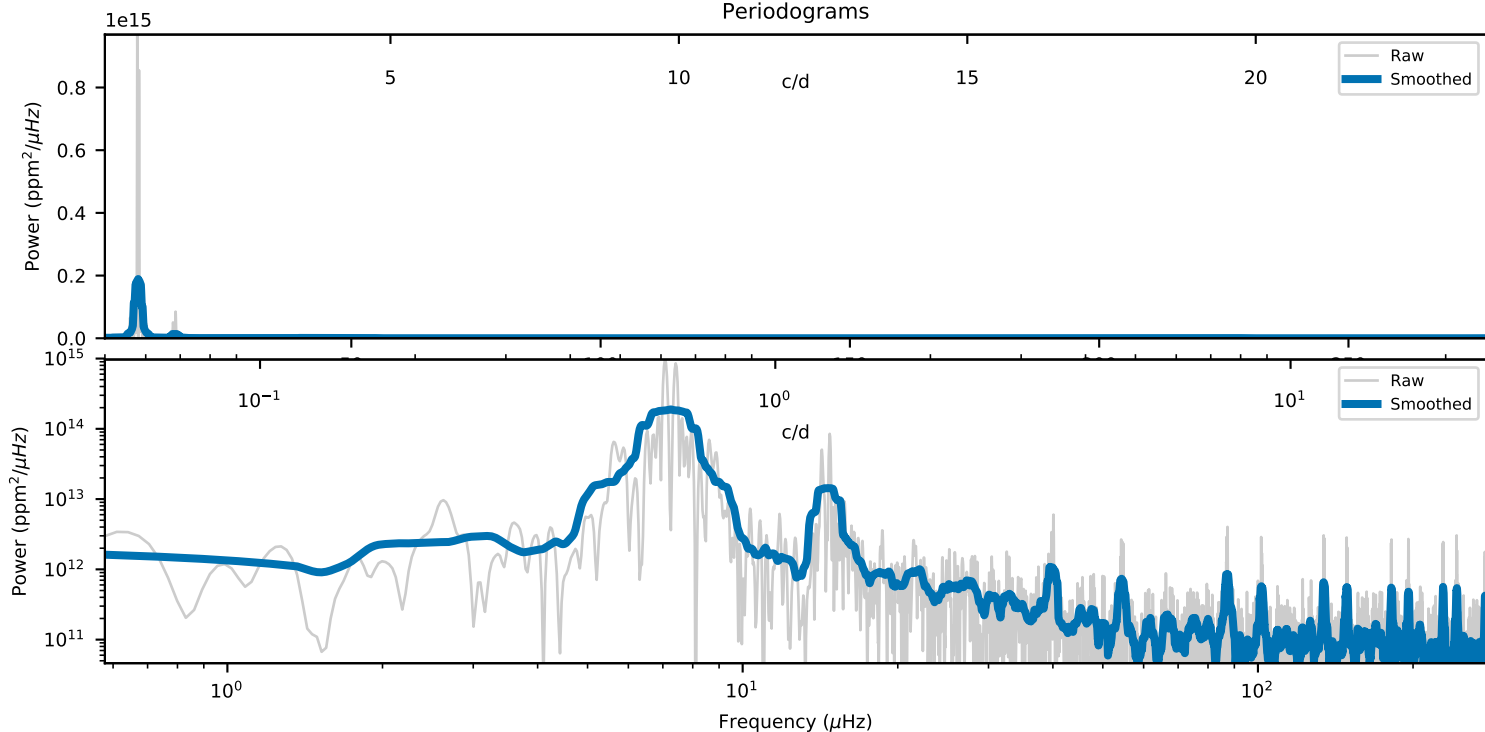 Periodograms
1e15
Power (ppm²/μHz)
0.8
0.6
0.4
0.2
0.0
5
10
15
20
c/d
Raw
Smoothed
Power (ppm²/μHz)
10¹⁵
10¹⁴
10¹³
10¹²
10¹¹
10⁻¹
10⁰
10¹
c/d
Raw
Smoothed
10⁰
10¹
10²
Frequency (μHz)